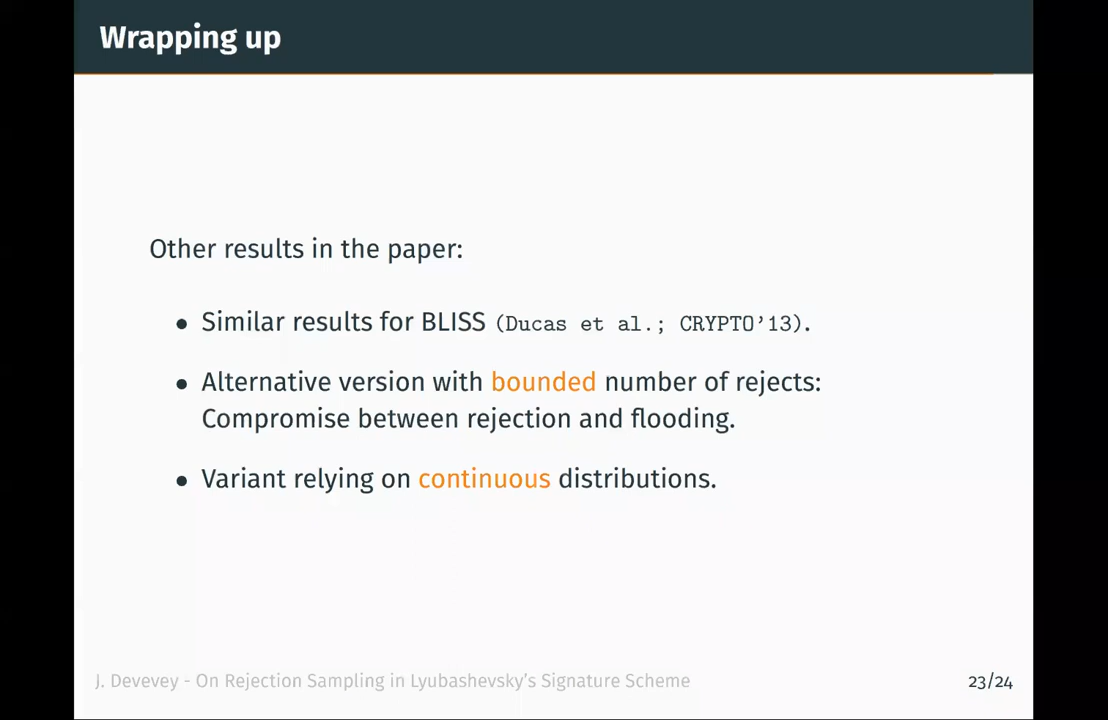 Wrapping up
Other results in the paper:
• Similar results for BLISS (Ducas et al.; CRYPTO'13).
• Alternative version with bounded number of rejects:
Compromise between rejection and flooding.
• Variant relying on continuous distributions.
J. Devevey - On Rejection Sampling in Lyubashevsky's Signature Scheme
23/24